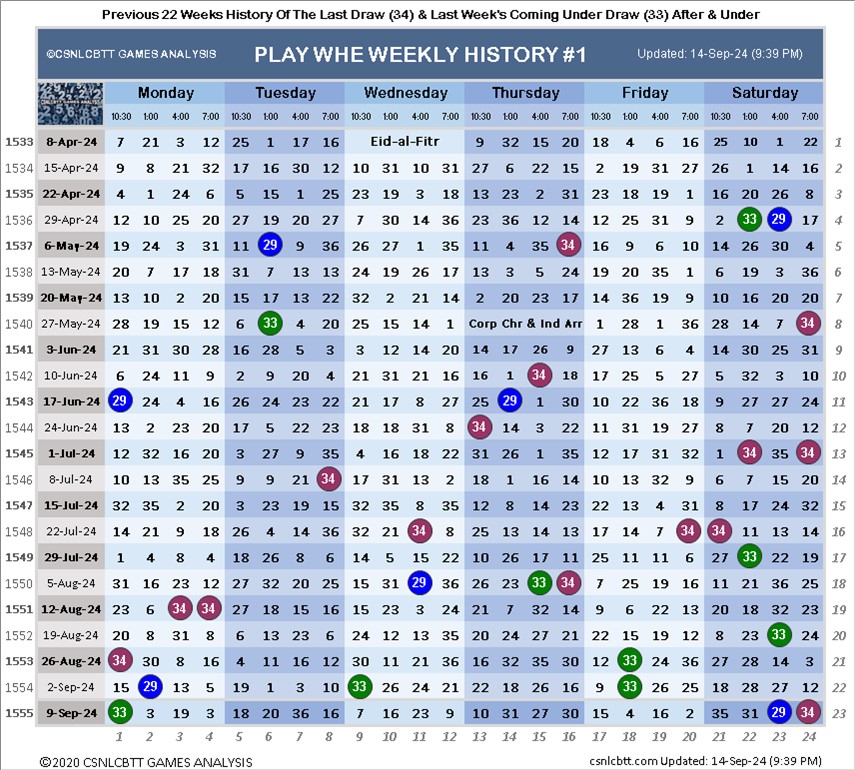 Previous 22 Weeks History Of The Last Draw (34) & Last Week's Coming Under Draw (33) After & Under
©CSNLCBTT GAMES ANALYSIS PLAY WHE WEEKLY HISTORY #1 Updated: 14-Sep-24 (9:39 PM)
CSNLCBTT GAMES ANALYSIS
Monday Tuesday Wednesday Thursday Friday Saturday
10:30 1:00 4:00 7:00 10:30 1:00 4:00 7:00 10:30 1:00 4:00 7:00 10:30 1:00 4:00 7:00 10:30 1:00 4:00 7:00 10:30 1:00 4:00 7:00
1533 8-Apr-24 7 21 3 12 25 1 17 16 Eid-al-Fitr 9 32 15 20 18 4 6 16 25 10 1 22 1
1534 15-Apr-24 9 8 21 32 17 16 30 12 10 31 10 31 27 6 22 15 2 19 31 27 26 1 14 16 2
1535 22-Apr-24 4 1 24 6 5 15 1 25 23 19 3 18 13 23 2 31 23 18 19 1 16 20 26 8 3
1536 29-Apr-24 12 10 25 20 27 19 20 27 7 30 14 36 23 36 12 14 12 25 31 9 2 33 29 17 4
1537 6-May-24 19 24 3 31 11 29 9 36 26 27 1 35 11 4 35 34 16 9 6 10 14 26 30 4 5
1538 13-May-24 20 7 17 18 31 7 13 13 24 19 26 17 13 3 5 24 19 20 35 1 6 19 3 36 6
1539 20-May-24 13 10 2 20 15 17 13 22 32 2 21 14 2 20 23 17 14 36 19 9 10 16 20 20 7
1540 27-May-24 28 19 15 12 6 33 4 20 25 15 14 1 Corp Chr & Ind Arr 1 28 1 36 28 14 7 34 8
1541 3-Jun-24 21 31 30 28 16 28 5 3 3 12 14 20 14 17 26 9 27 13 6 4 14 30 25 31 9
1542 10-Jun-24 6 24 11 9 2 9 20 4 21 31 21 16 16 1 34 18 17 25 5 27 5 32 3 10 10
1543 17-Jun-24 29 24 4 16 26 24 23 22 21 17 8 27 25 29 1 30 10 22 36 18 9 27 27 24 11
1544 24-Jun-24 13 2 23 20 17 5 22 23 18 18 31 8 34 14 3 22 11 31 19 27 8 7 20 12 12
1545 1-Jul-24 12 32 16 20 3 27 9 35 4 16 18 22 31 26 1 35 18 27 31 32 1 34 35 34 13
1546 8-Jul-24 10 13 35 25 9 9 21 34 17 31 13 2 18 1 16 14 9 10 31 25 6 7 15 20 14
1547 15-Jul-24 32 35 2 20 3 23 19 15 32 35 8 35 12 8 14 23 22 13 4 31 8 17 24 32 15
1548 22-Jul-24 14 21 9 18 26 4 14 36 32 21 34 8 25 13 14 13 13 14 7 34 34 11 13 14 16
1549 29-Jul-24 1 4 8 4 18 26 8 6 14 5 15 22 10 26 17 11 25 11 11 6 27 33 22 19 17
1550 5-Aug-24 31 16 23 12 27 32 20 25 15 31 29 36 26 23 33 34 7 25 19 16 11 21 36 25 18
1551 12-Aug-24 23 6 34 34 27 18 15 16 15 23 3 24 21 7 32 14 9 6 22 13 20 18 32 23 19
1552 19-Aug-24 20 8 31 8 6 13 23 6 24 12 13 35 20 24 27 21 22 15 19 12 8 23 33 24 20
1553 26-Aug-24 34 30 8 16 4 11 16 12 30 11 21 36 16 32 35 30 12 33 24 36 27 28 14 3 21
1554 2-Sep-24 15 29 13 5 19 1 3 10 33 26 24 21 22 18 26 16 9 33 26 25 18 28 27 12 22
1555 9-Sep-24 33 3 19 3 18 20 36 16 7 16 23 9 10 31 27 30 15 4 16 2 35 31 29 34 23
1 2 3 4 5 6 7 8 9 10 11 12 13 14 15 16 17 18 19 20 21 22 23 24
©2020 CSNLCBTT GAMES ANALYSIS csnlcbtt.com Updated: 14-Sep-24 (9:39 PM)